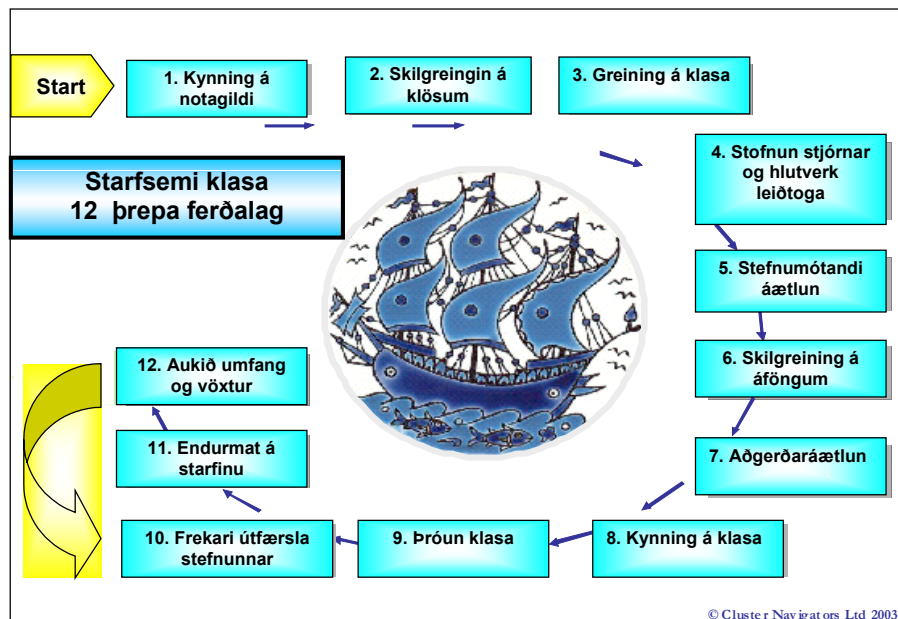 Start
1. Kynning á
notagildi
2. Skilgreingin á
klösum
3. Greining á klasa
Starfsemi klasa
12 þrepa ferðalag
4. Stofnun stjórnar
og hlutverk
leiðtoga
5. Stefnumótandi
áætlun
6. Skilgreining á
áföngum
7. Aðgerðaráætlun
8. Kynning á klasa
9. Þróun klasa
10. Frekari útfærsla
stefnunnar
11. Endurmat á
starfinu
12. Aukið umfang
og vöxtur
© Cluster Navigators Ltd 2003